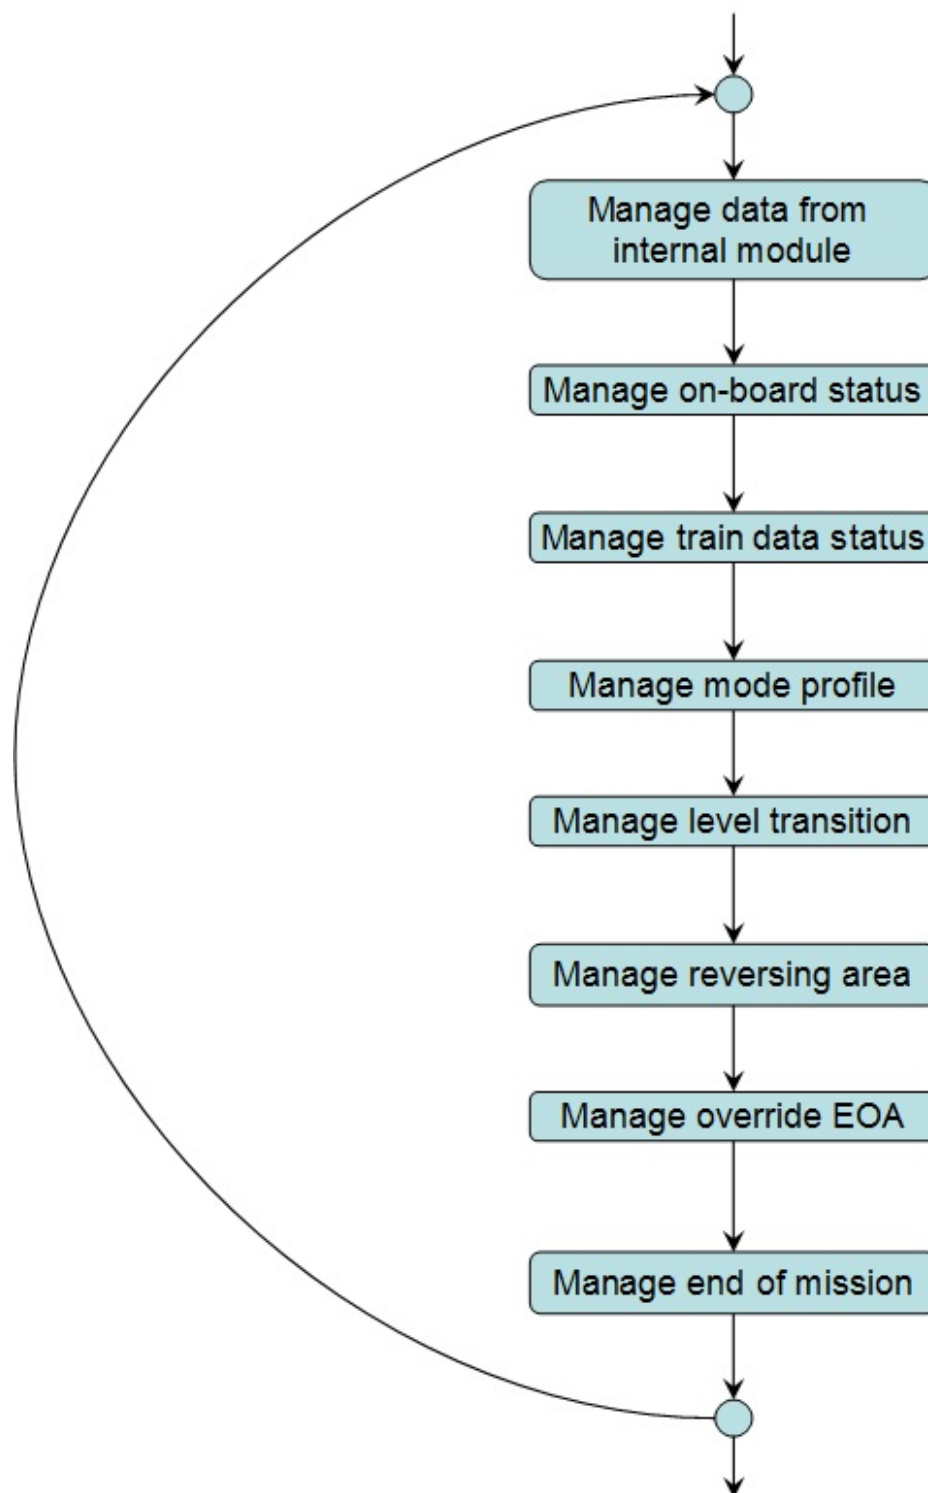 Manage data from
internal module
Manage on-board status
Manage train data status
Manage mode profile
Manage level transition
Manage reversing area
Manage override EOA
Manage end of mission